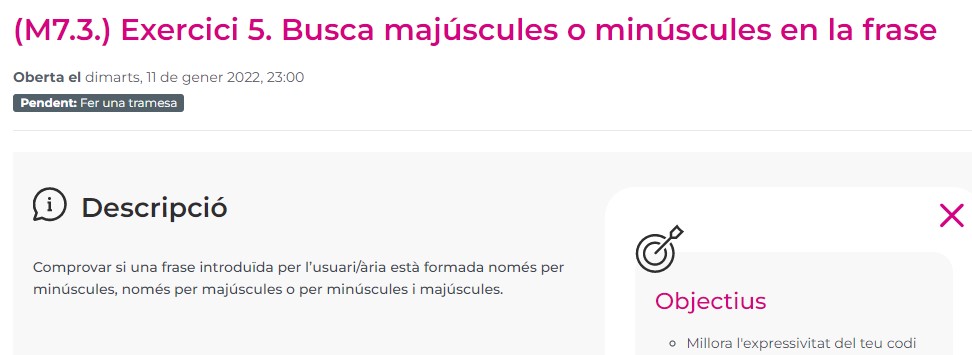 (M7.3.) Exercici 5. Busca majúscules o minúscules en la frase
Oberta el dimarts, 11 de gener 2022, 23:00
Pendent: Fer una tramesa
Descripció
Comprovar si una frase introduïda per l'usuari/ària està formada només per
minúscules, només per majúscules o per minúscules i majúscules.
Objectius
Millora l'expressivitat del teu codi